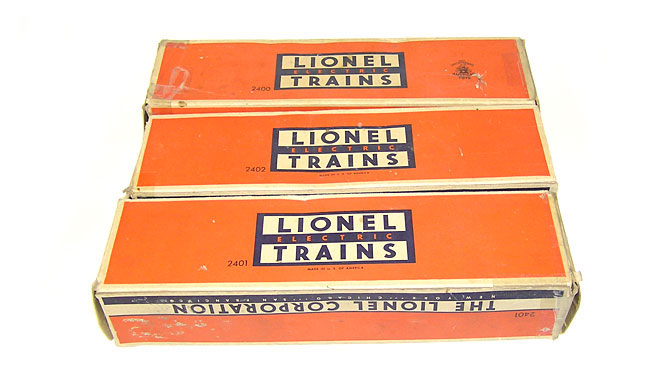 LIONEL
ELECTRIC
TRAINS
2400
LIONEL
ELECTRIC
TRAINS
2402
MADE IN U. S. OF AMERICA
LIONEL
ELECTRIC
TRAINS
2401
MADE IN U. S. OF AMERICA
NEW YORK · CHICAGO · SAN FRANCISCO
THE LIONEL CORPORATION
2401